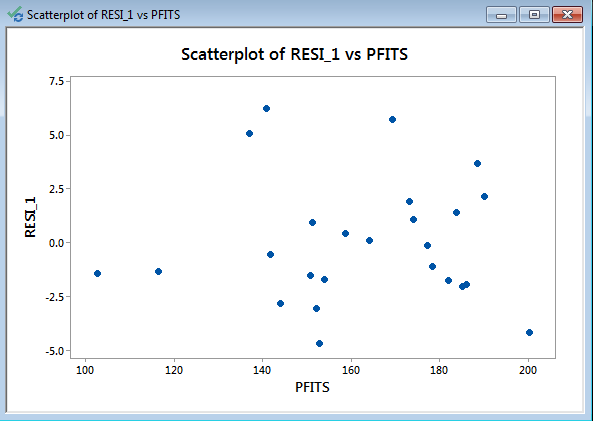 Scatterplot of RESI_1 vs PFITS
Scatterplot of RESI_1 vs PFITS
7.5
5.0
2.5
0.0
-2.5
-5.0
RESI_1
100 120 140 160 180 200
PFITS